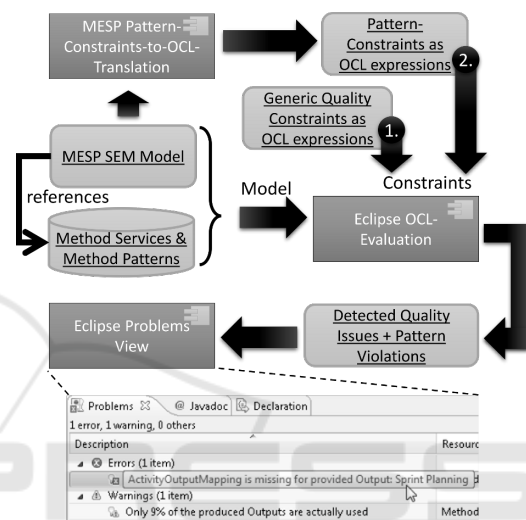 MESP Pattern-
Constraints-to-OCL-
Translation
Pattern-
Constraints as
OCL expressions
2.
Generic Quality
Constraints as
OCL expressions
1.
MESP SEM Model
references
Method Services &
Method Patterns
Model
Constraints
Eclipse OCL-
Evaluation
Eclipse Problems
View
Detected Quality
Issues + Pattern
Violations
Problems
@ Javadoc
Declaration
1 error, 1 warning, 0 others
Description
Resourc
Errors (1 item)
ActivityOutputMapping is missing for provided Output: Sprint Planning
Warnings (1 item)
Only 9% of the produced Outputs are actually used
Method